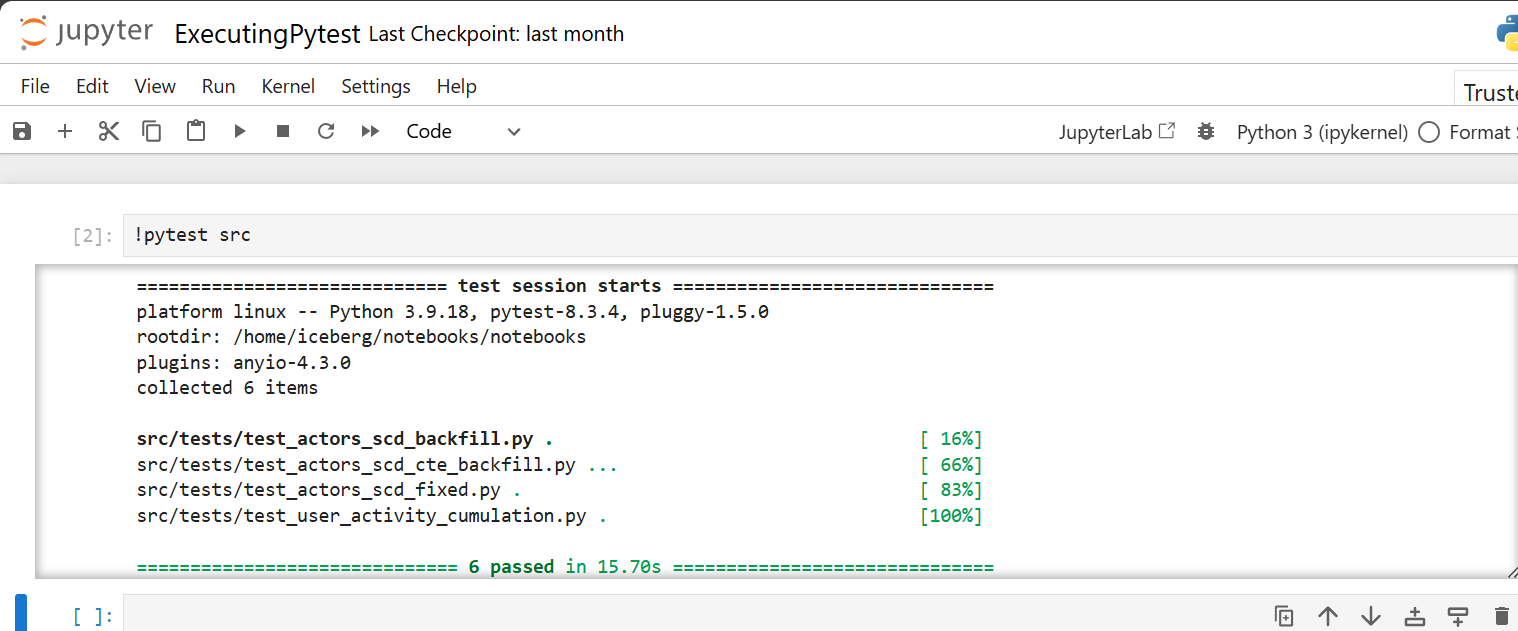 jupyter ExecutingPytest Last Checkpoint: last month
File Edit View Run Kernel Settings Help
Code JupyterLab Python 3 (ipykernel) Format
[2]: !pytest src
============================= test session starts ==============================
platform linux -- Python 3.9.18, pytest-8.3.4, pluggy-1.5.0
rootdir: /home/iceberg/notebooks/notebooks
plugins: anyio-4.3.0
collected 6 items
src/tests/test_actors_scd_backfill.py . [ 16%]
src/tests/test_actors_scd_cte_backfill.py ... [ 66%]
src/tests/test_actors_scd_fixed.py . [ 83%]
src/tests/test_user_activity_cumulation.py . [100%]
============================== 6 passed in 15.70s ==============================
[ ]: